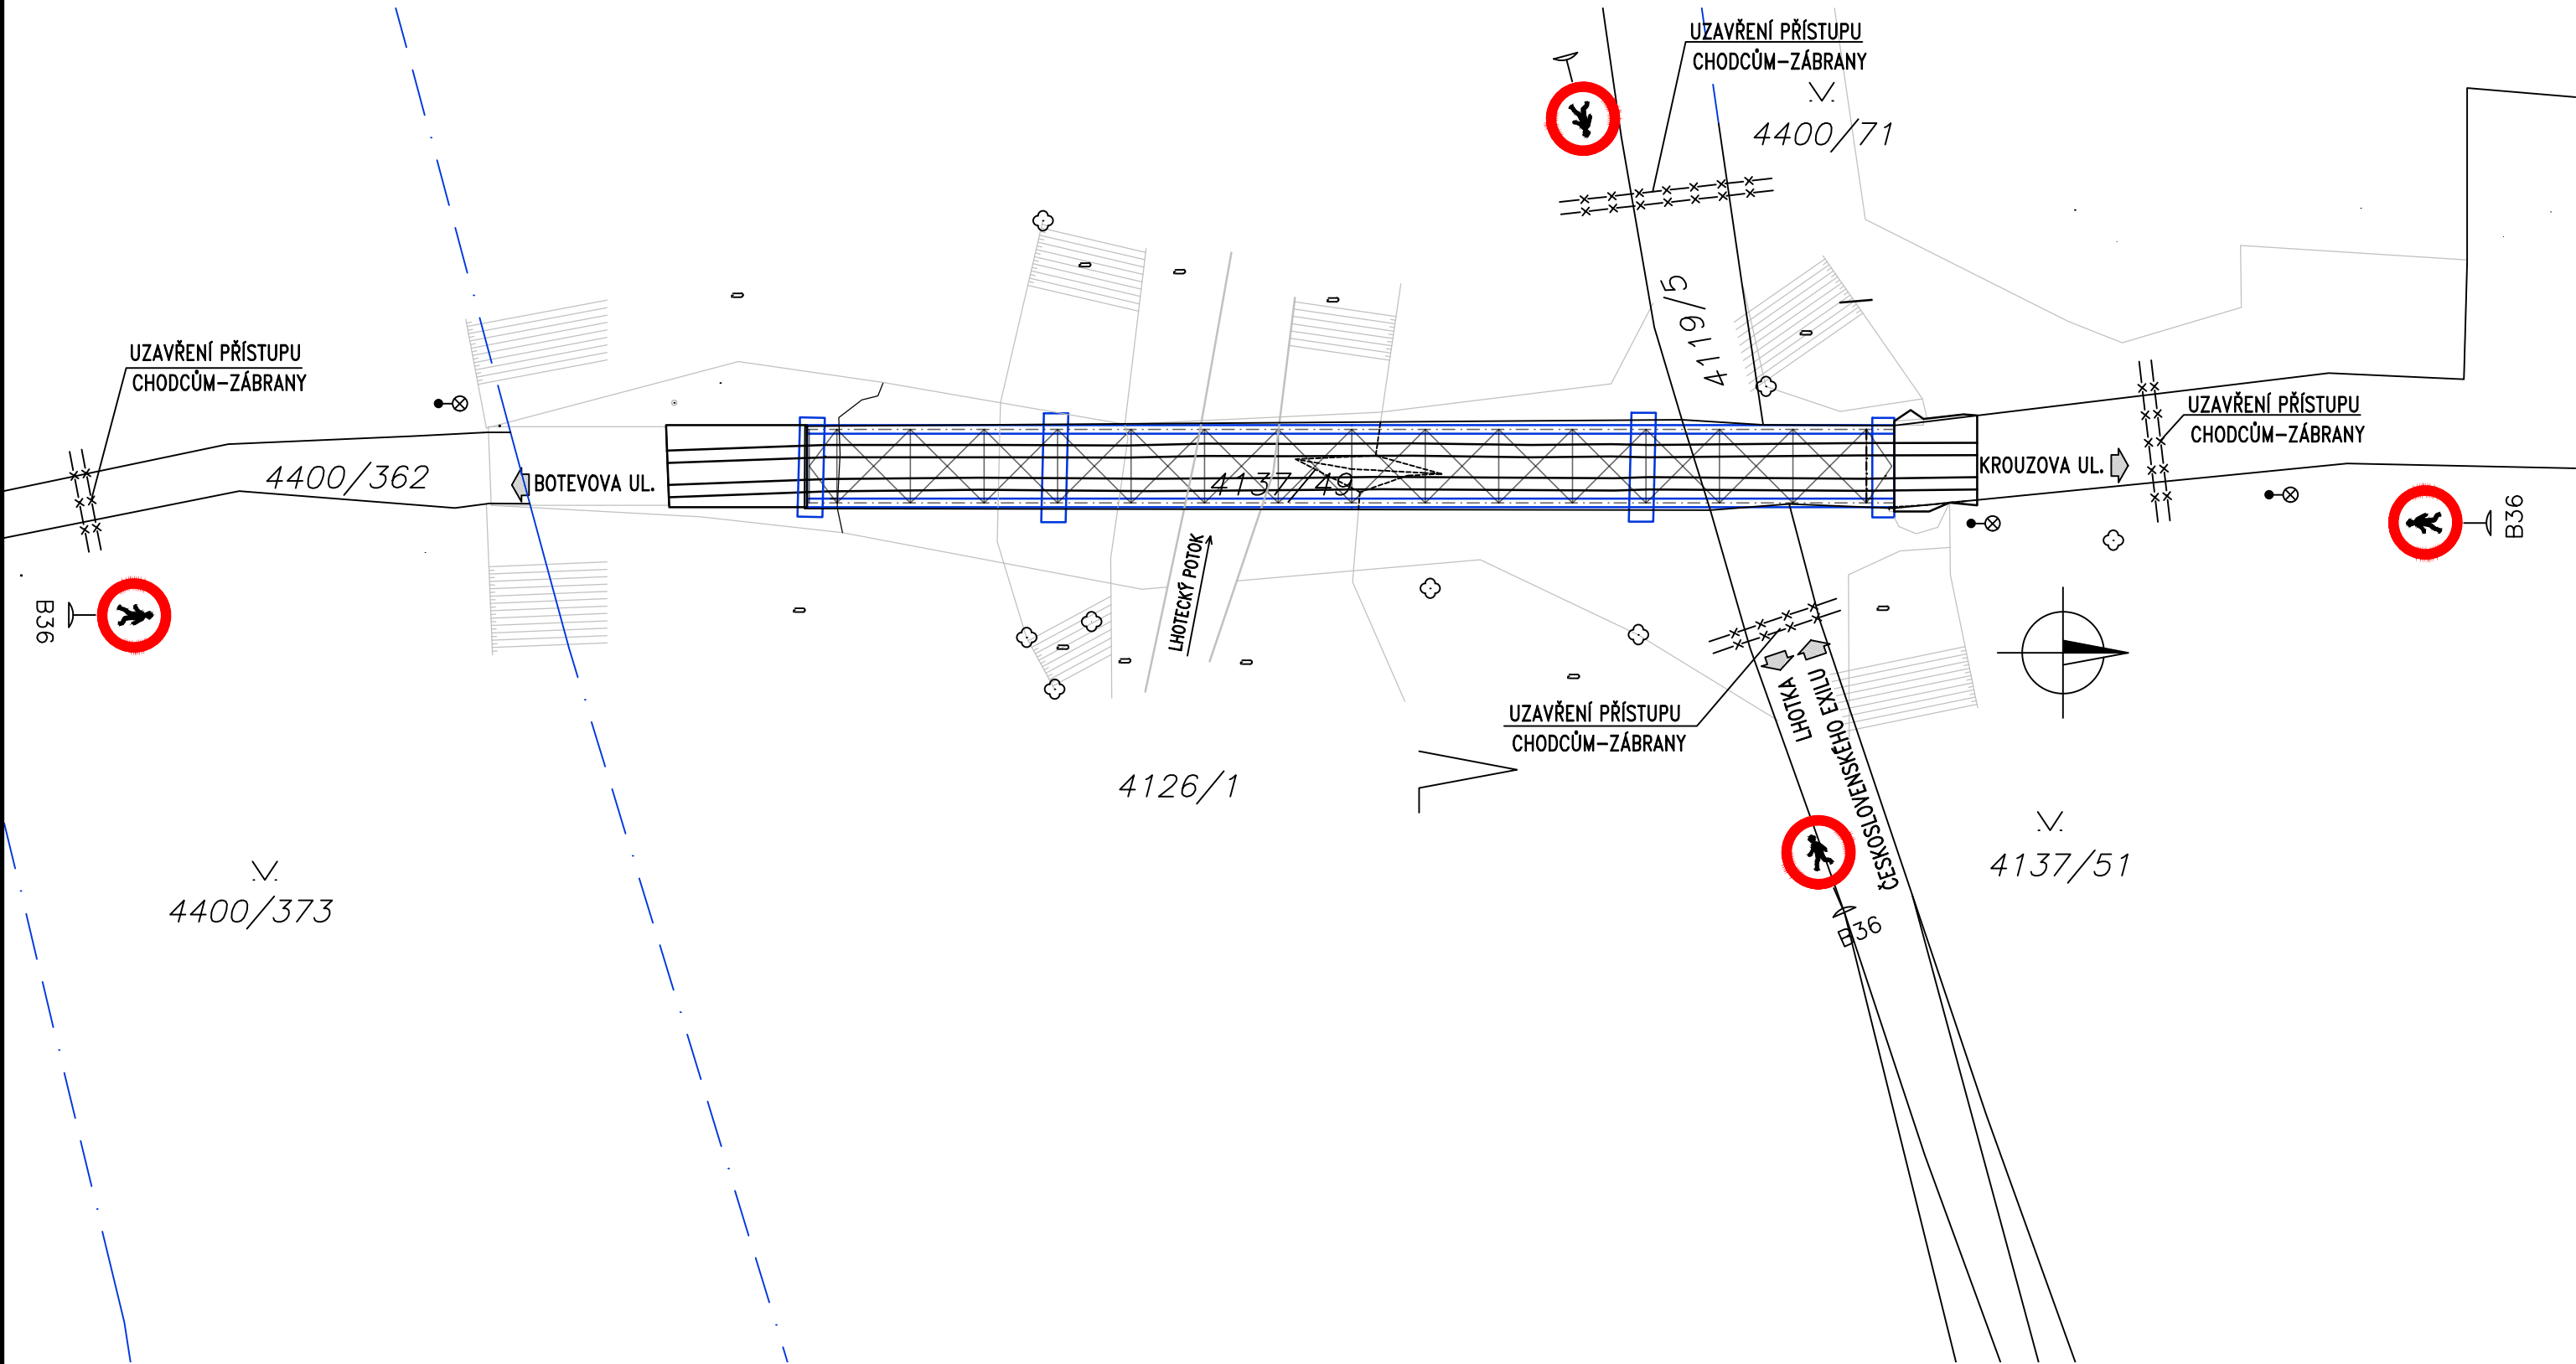 UZAVŘENÍ PŘÍSTUPU
CHODCŮM-ZÁBRANY
4400/71
4119/5
UZAVŘENÍ PŘÍSTUPU
CHODCŮM-ZÁBRANY
UZAVŘENÍ PŘÍSTUPU
CHODCŮM-ZÁBRANY
4400/362
BOTEVOVA UL.
4137/49
KROUZOVA UL.
B36
B36
LHOTECKÝ POTOK
UZAVŘENÍ PŘÍSTUPU
CHODCŮM-ZÁBRANY
LHOTKA
ČESKOSLOVENSKÉHO EXILU
4126/1
4137/51
4400/373
B36